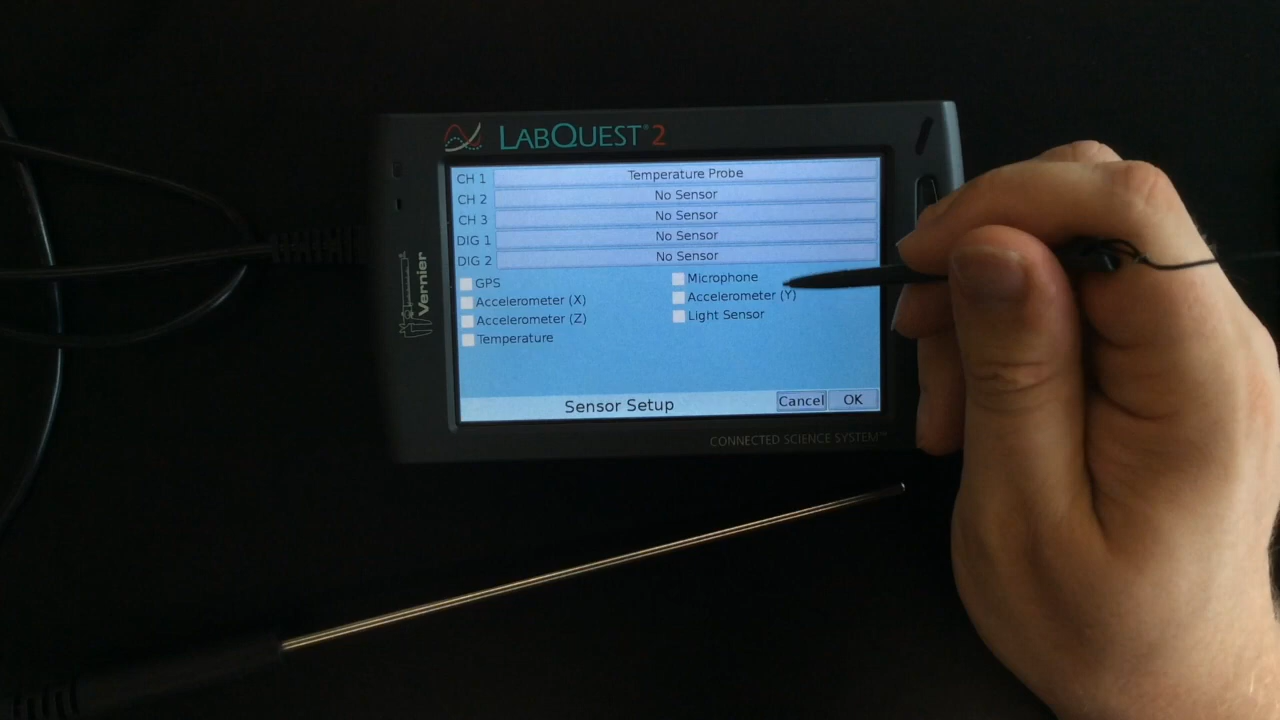 LABQUEST® 2
CH 1 Temperature Probe
CH 2 No Sensor
CH 3 No Sensor
DIG 1 No Sensor
DIG 2 No Sensor
GPS Microphone
Accelerometer (X) Accelerometer (Y)
Accelerometer (Z) Light Sensor
Temperature
Sensor Setup Cancel OK
Vernier
CONNECTED SCIENCE SYSTEM™